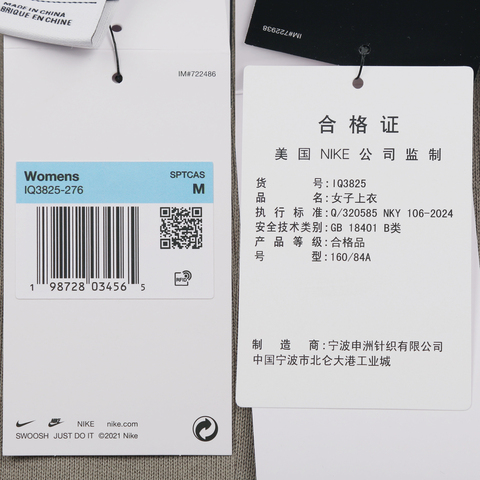 MADE IN CHINA
FABRIQUE EN CHINE
IM#722486
Womens
SPTCAS
IQ3825-276
M
1 98728 03456 5
RFID
NIKE nike.com
SWOOSH JUST DO IT ©2021 Nike
IM#722938
合格证
美国 NIKE 公司监制
货号:IQ3825
品名:女子上衣
执行标准:Q/320585 NKY 106-2024
安全技术类别:GB 18401 B类
产品等级:合格品
号型:160/84A
制造商:宁波申洲针织有限公司
中国宁波市北仑大港工业城